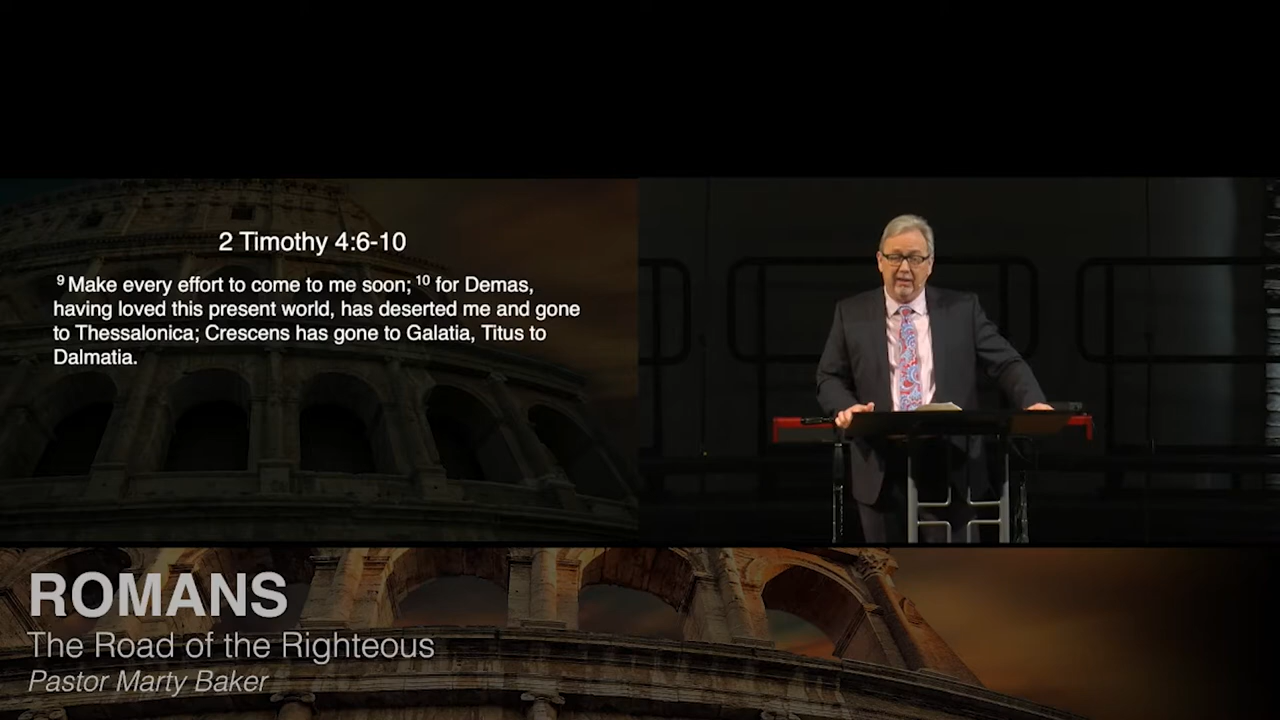 2 Timothy 4:6-10
9 Make every effort to come to me soon; 10 for Demas,
having loved this present world, has deserted me and gone
to Thessalonica; Crescens has gone to Galatia, Titus to
Dalmatia.
ROMANS
The Road of the Righteous
Pastor Marty Baker